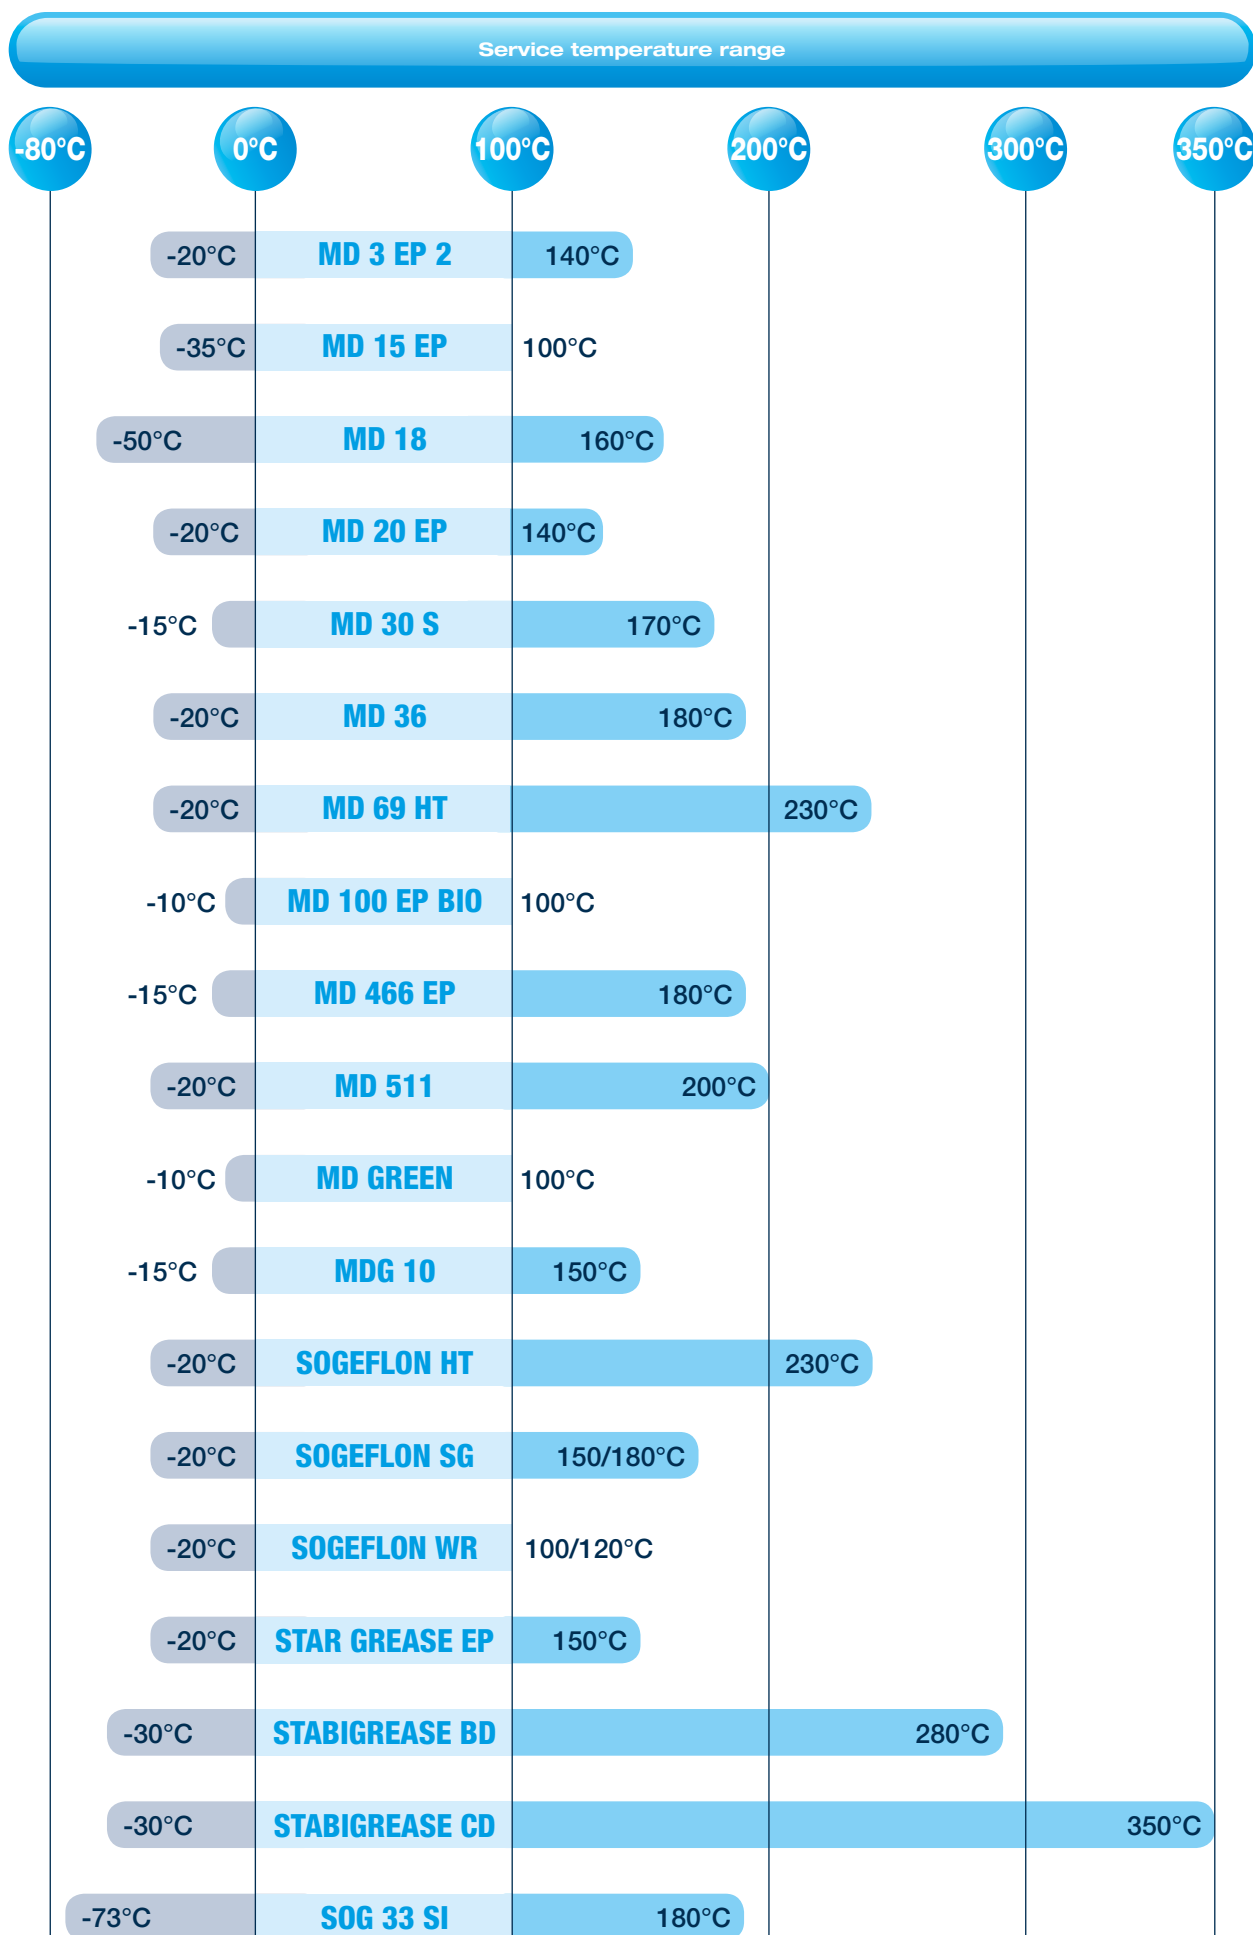 Service temperature range
-80°C 0°C 100°C 200°C 300°C 350°C
-20°C MD 3 EP 2 140°C
-35°C MD 15 EP 100°C
-50°C MD 18 160°C
-20°C MD 20 EP 140°C
-15°C MD 30 S 170°C
-20°C MD 36 180°C
-20°C MD 69 HT 230°C
-10°C MD 100 EP BIO 100°C
-15°C MD 466 EP 180°C
-20°C MD 511 200°C
-10°C MD GREEN 100°C
-15°C MDG 10 150°C
-20°C SOGEFLON HT 230°C
-20°C SOGEFLON SG 150/180°C
-20°C SOGEFLON WR 100/120°C
-20°C STAR GREASE EP 150°C
-30°C STABIGREASE BD 280°C
-30°C STABIGREASE CD 350°C
-73°C SOG 33 SI 180°C